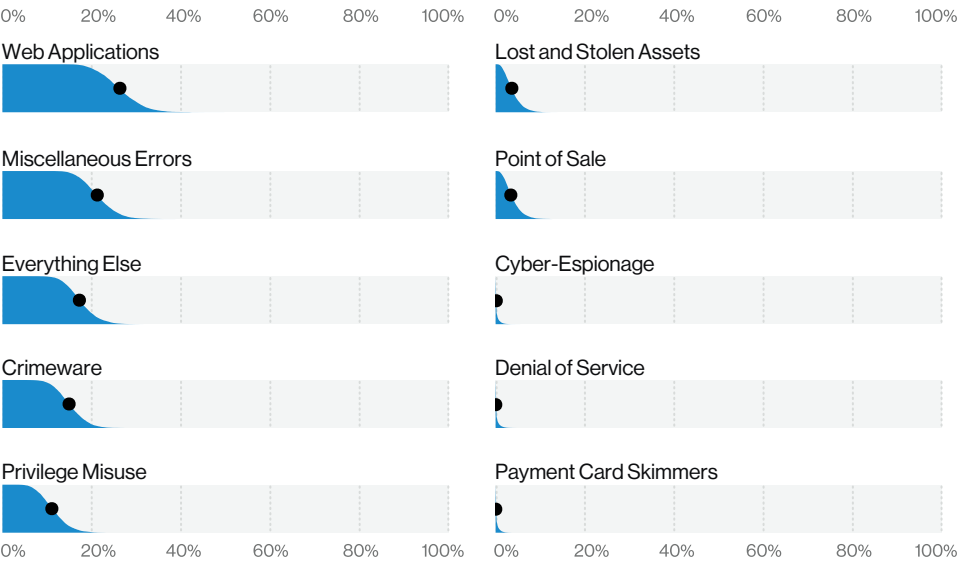 0% 20% 40% 60% 80% 100%
Web Applications
Miscellaneous Errors
Everything Else
Crimeware
Privilege Misuse
0% 20% 40% 60% 80% 100%
0% 20% 40% 60% 80% 100%
Lost and Stolen Assets
Point of Sale
Cyber-Espionage
Denial of Service
Payment Card Skimmers
0% 20% 40% 60% 80% 100%